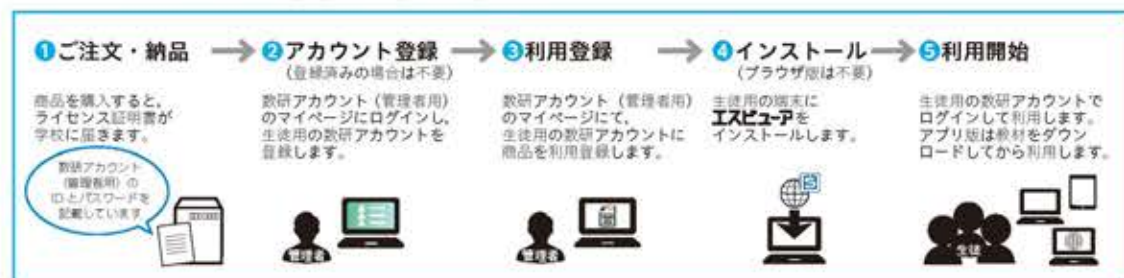 ❶ご注文・納品
商品を購入すると,
ライセンス証明書が
学校に届きます。
数研アカウント
(管理者用)の
IDとパスワードを
記載しています
❷アカウント登録
(登録済みの場合は不要)
数研アカウント(管理者用)
のマイページにログインし,
生徒用の数研アカウントを
登録します。
管理者
❸利用登録
数研アカウント(管理者用)
のマイページにて,
生徒用の数研アカウントに
商品を利用登録します。
管理者
❹インストール
(ブラウザ版は不要)
生徒用の端末に
エスビューアを
インストールします。
❺利用開始
生徒用の数研アカウントで
ログインして利用します。
アプリ版は教材をダウン
ロードしてから利用します。
生徒